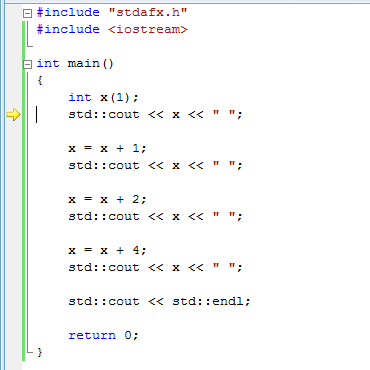 #include "stdafx.h"
#include <iostream>
int main()
{
int x(1);
std::cout << x << " ";
x = x + 1;
std::cout << x << " ";
x = x + 2;
std::cout << x << " ";
x = x + 4;
std::cout << x << " ";
std::cout << std::endl;
return 0;
}